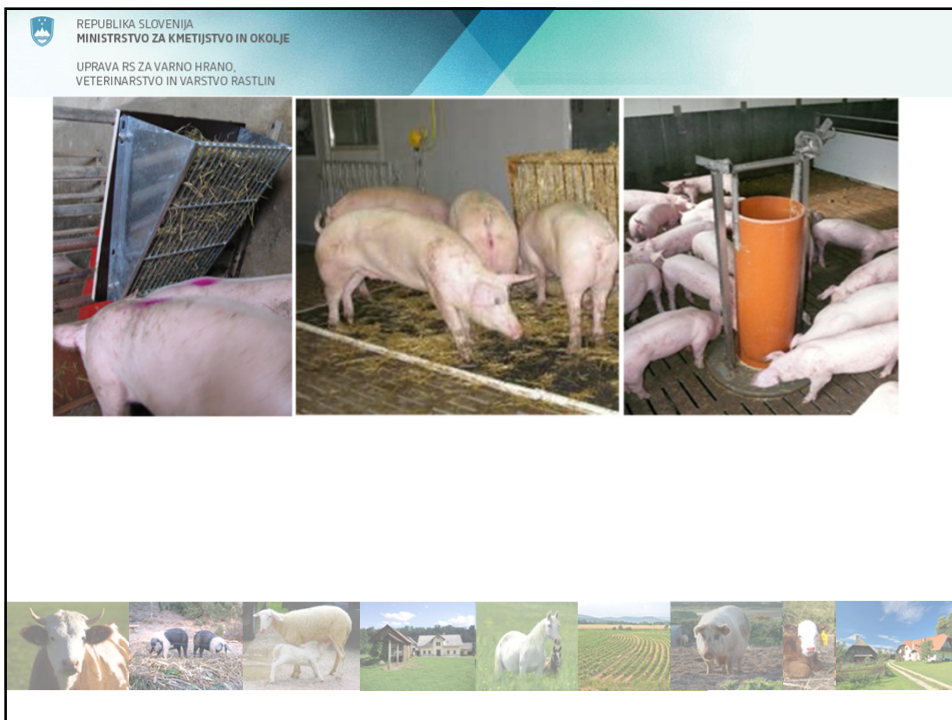 REPUBLIKA SLOVENIJA
MINISTRSTVO ZA KMETIJSTVO IN OKOLJE
UPRAVA RS ZA VARNO HRANO,
VETERINARSTVO IN VARSTVO RASTLIN